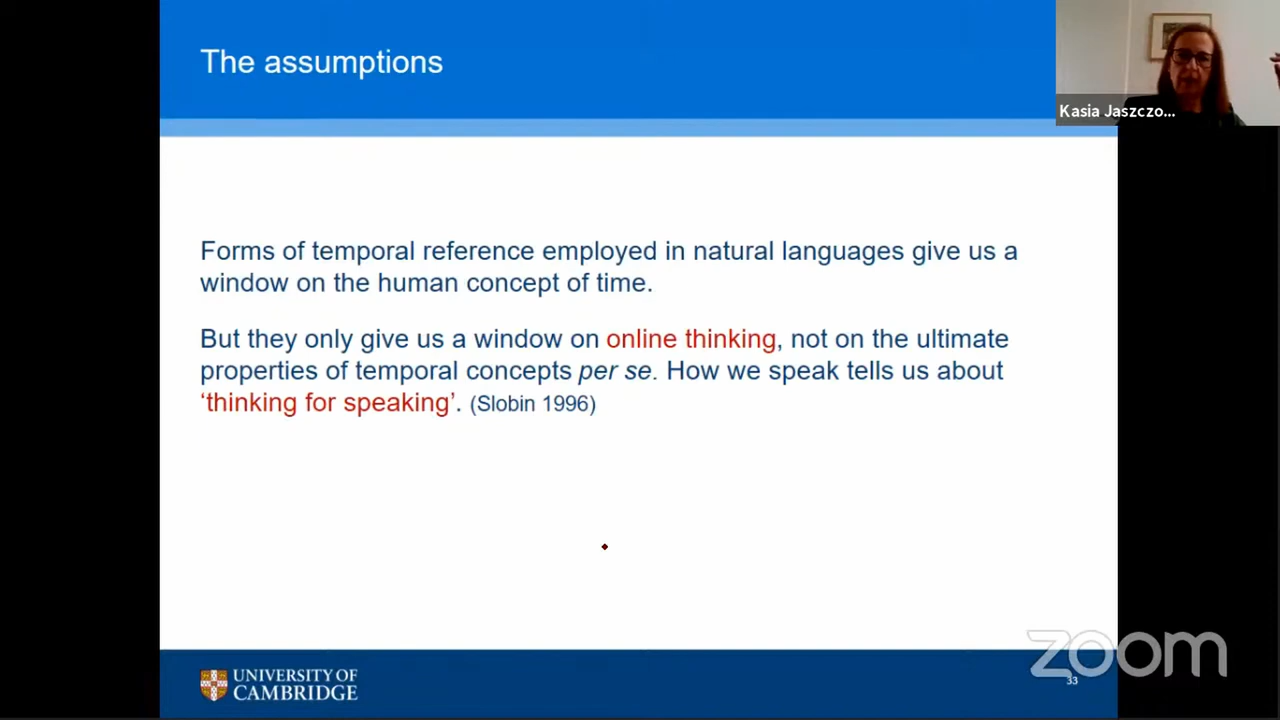 The assumptions
Kasia Jaszczo...
Forms of temporal reference employed in natural languages give us a
window on the human concept of time.
But they only give us a window on online thinking, not on the ultimate
properties of temporal concepts per se. How we speak tells us about
‘thinking for speaking’. (Slobin 1996)
UNIVERSITY OF
CAMBRIDGE
zoom
33